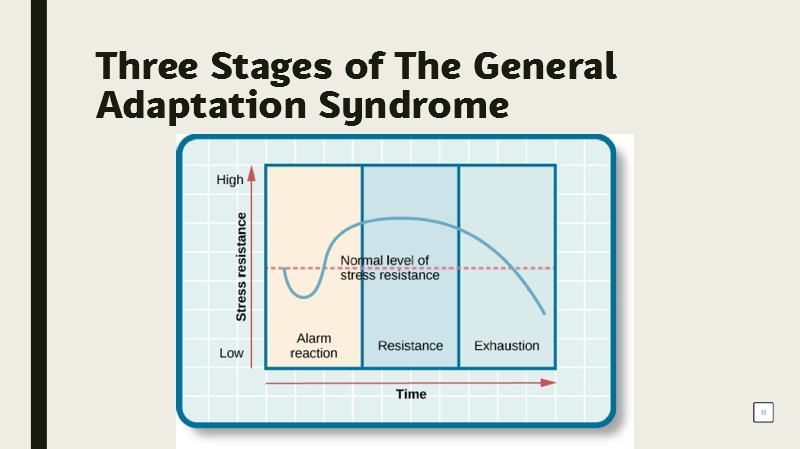 Three Stages of The General
Adaptation Syndrome
High
Stress resistance
Normal level of
stress resistance
Low
Alarm
reaction
Resistance
Exhaustion
Time